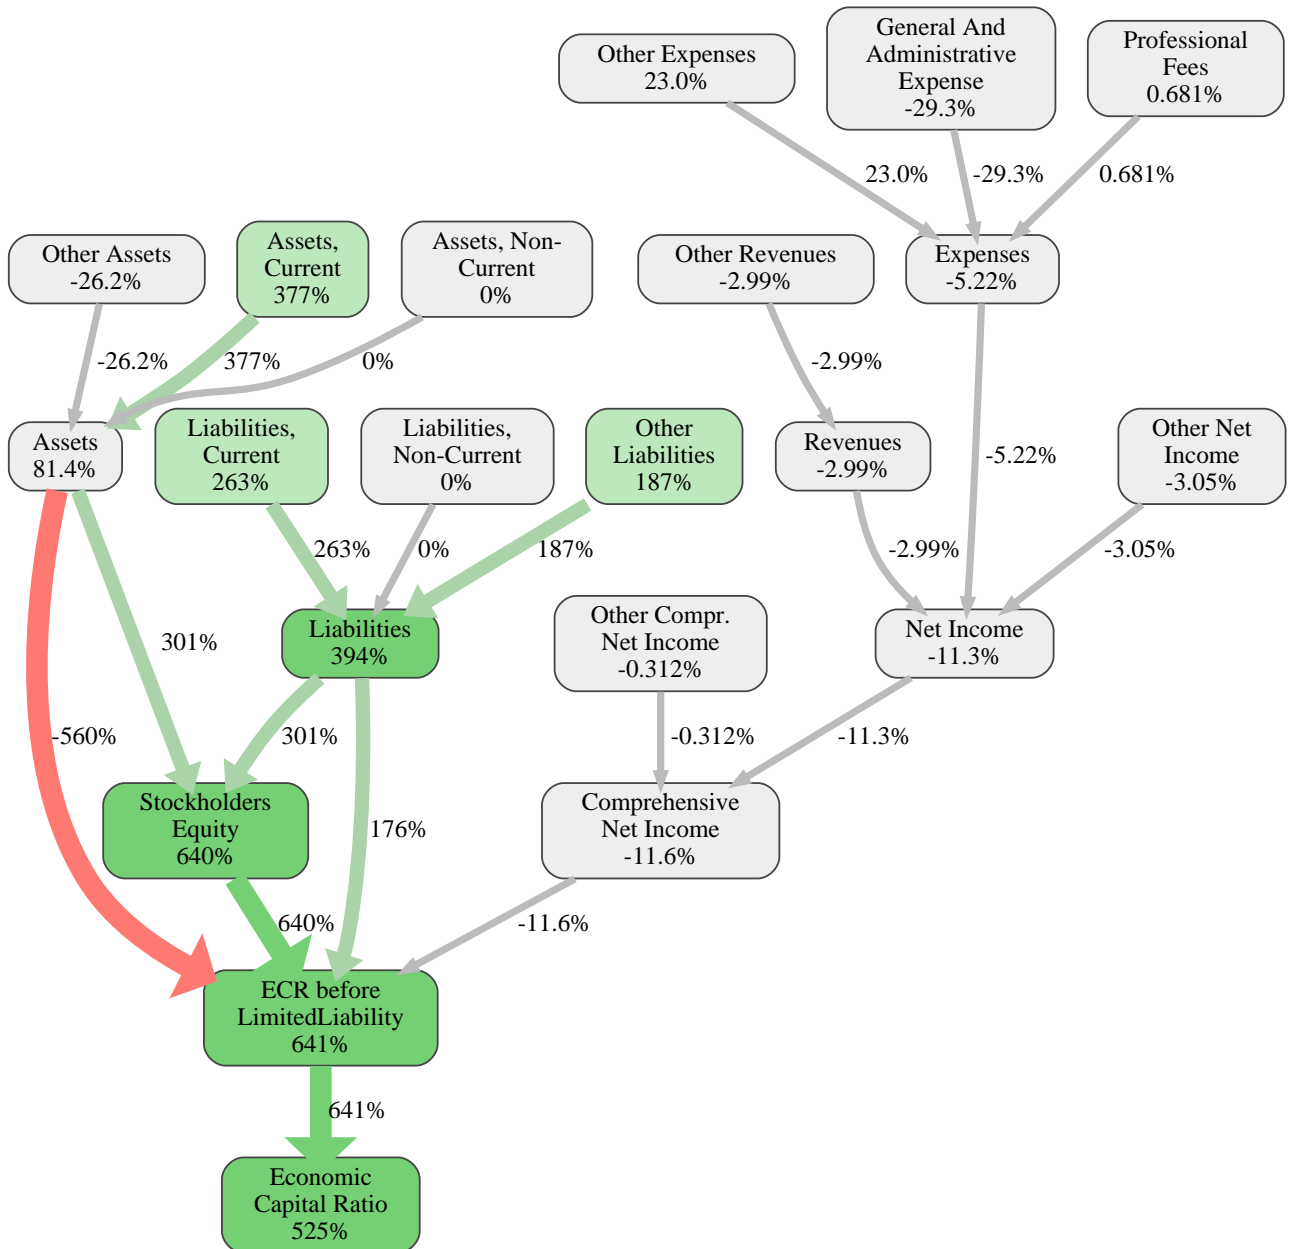 Other Expenses
23.0%
General And
Administrative
Expense
-29.3%
Professional
Fees
0.681%
23.0%
-29.3%
0.681%
Other Assets
-26.2%
Assets,
Current
377%
Assets, Non-
Current
0%
Other Revenues
-2.99%
Expenses
-5.22%
-26.2%
377%
0%
-2.99%
Assets
81.4%
Liabilities,
Current
263%
Liabilities,
Non-Current
0%
Other
Liabilities
187%
Revenues
-2.99%
-5.22%
Other Net
Income
-3.05%
263%
0%
187%
-2.99%
-3.05%
301%
Liabilities
394%
Other Compr.
Net Income
-0.312%
Net Income
-11.3%
-560%
301%
-0.312%
-11.3%
Stockholders
Equity
640%
176%
Comprehensive
Net Income
-11.6%
640%
-11.6%
ECR before
LimitedLiability
641%
641%
Economic
Capital Ratio
525%